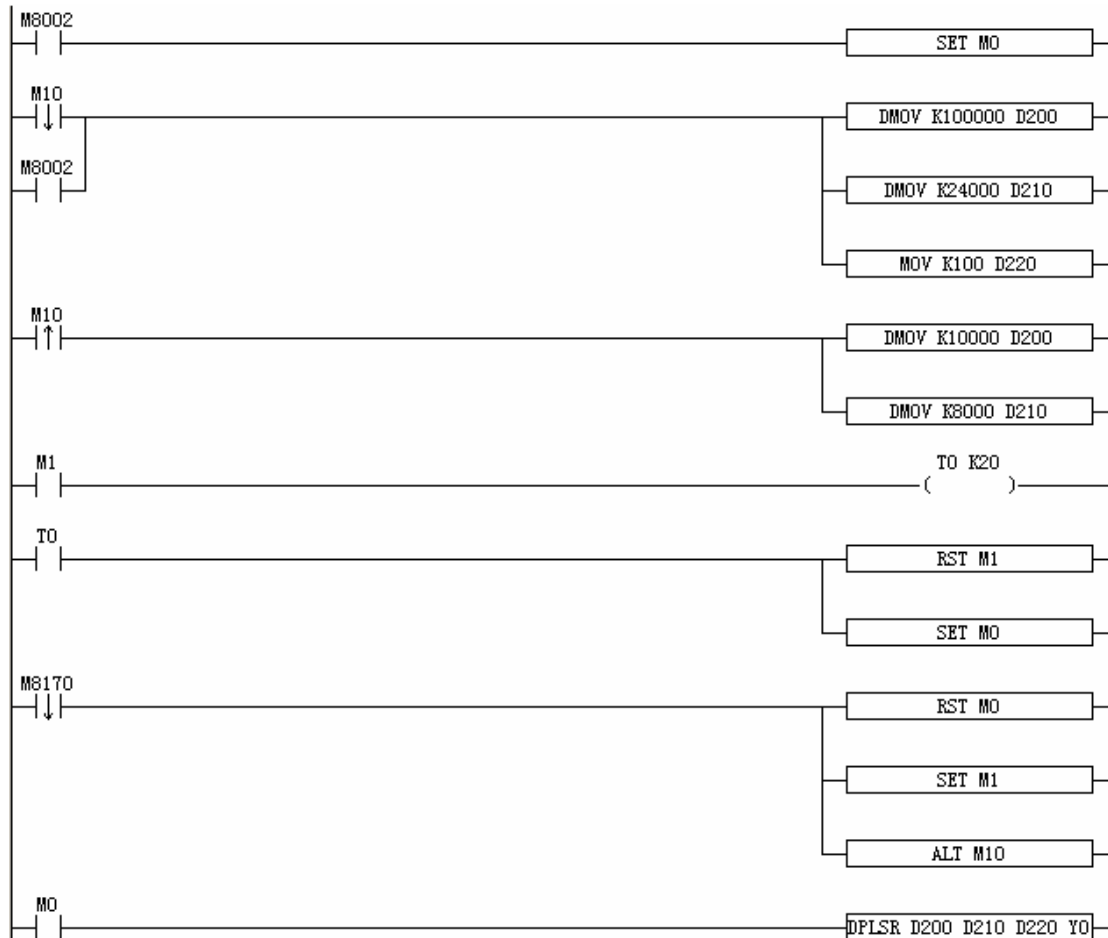 M8002
SET M0
M10
DMOV K100000 D200
M8002
DMOV K24000 D210
MOV K100 D220
M10
DMOV K10000 D200
DMOV K8000 D210
M1
T0 K20
( )
T0
RST M1
SET M0
M8170
RST M0
SET M1
ALT M10
M0
DPLSR D200 D210 D220 Y0